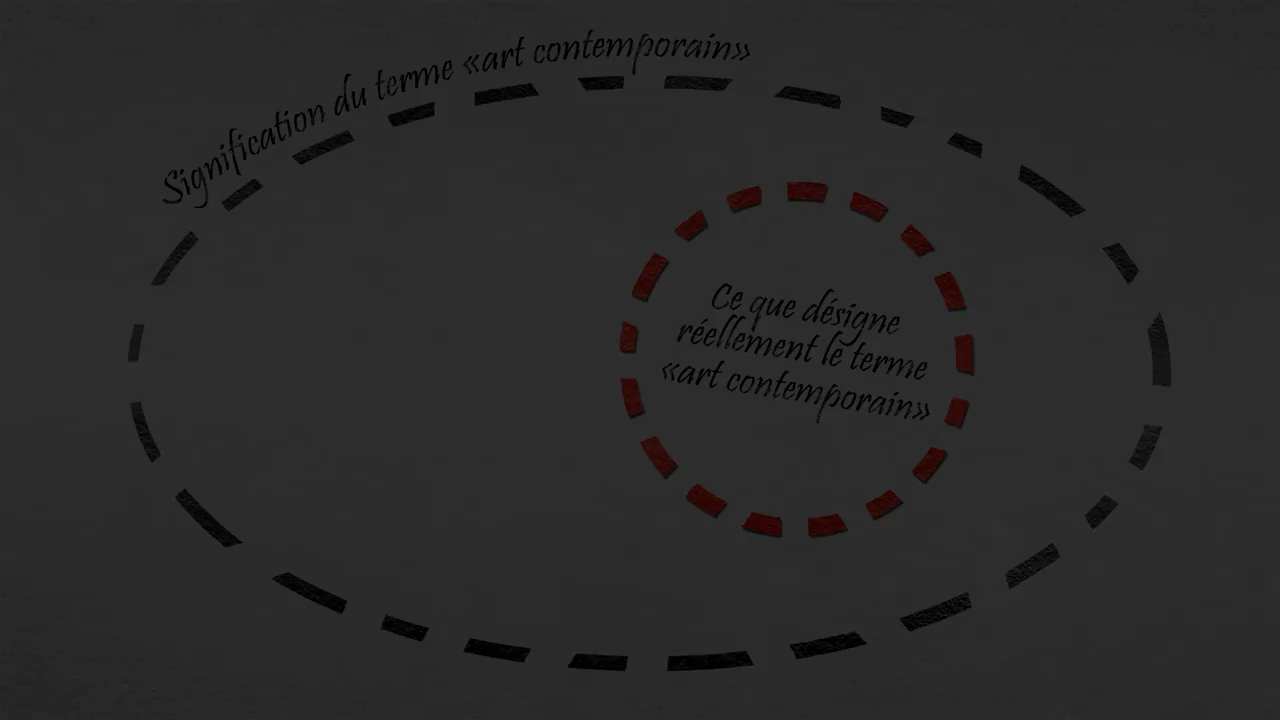 Signification du terme «art contemporain»
Ce que désigne
réellement le terme
«art contemporain»